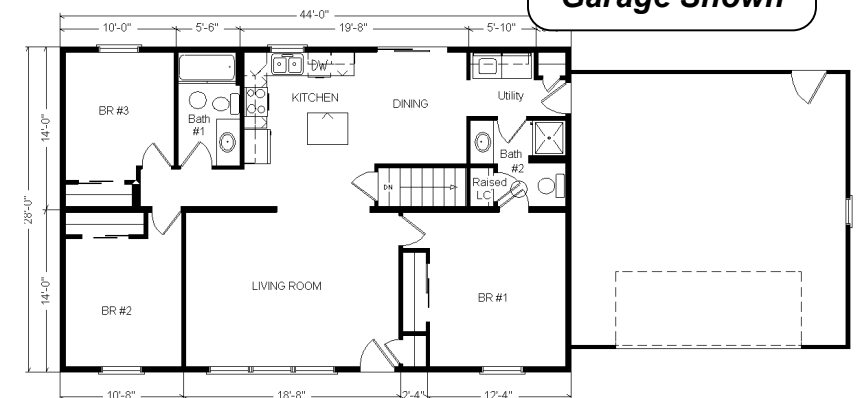 Garage Shown
44'-0"
10'-0" 5'-6" 19'-8" 5'-10"
DW
KITCHEN
DINING
Utility
BR #3
Bath
#1
14'-0"
Bath
#2
DN
Raised
LC
28'-0"
14'-0"
LIVING ROOM
BR #1
BR #2
10'-8" 18'-8" 2'-4" 12'-4"